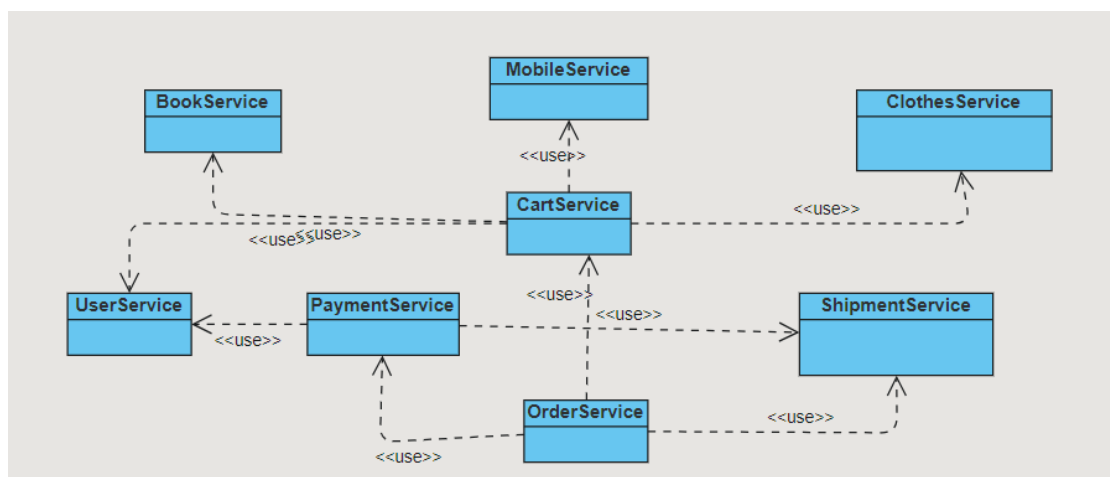 MobileService
BookService
ClothesService
<<use>>
CartService
<<use>>
<<use>>
<<use>>
UserService
PaymentService
<<use>>
ShipmentService
<<use>>
<<use>>
OrderService
<<use>>
<<use>>